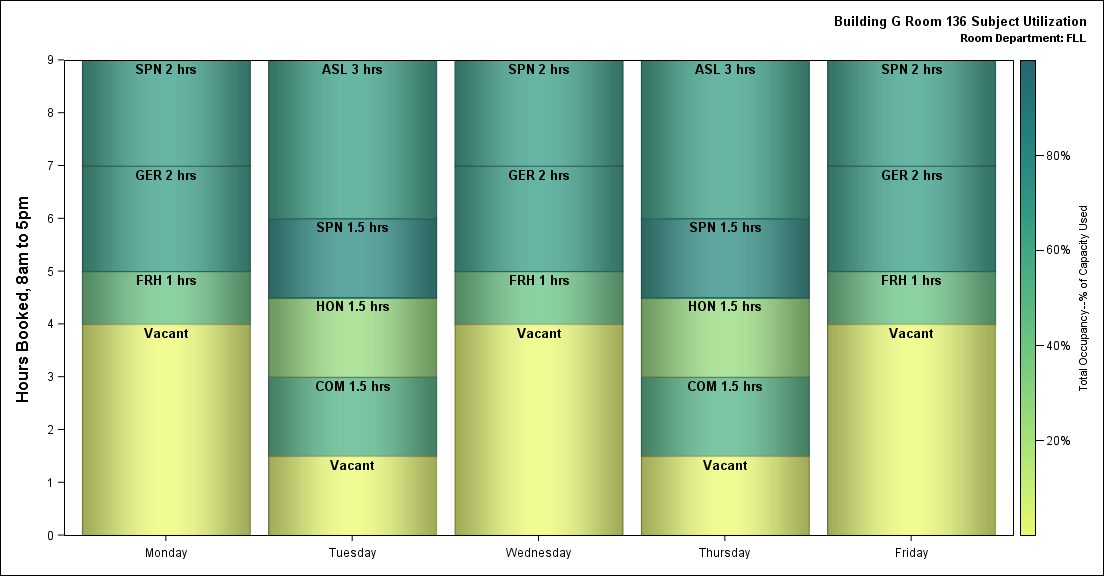 Building G Room 136 Subject Utilization
Room Department: FLL
Hours Booked, 8am to 5pm
9
8
7
6
5
4
3
2
1
0
SPN 2 hrs
GER 2 hrs
FRH 1 hrs
Vacant
ASL 3 hrs
SPN 1.5 hrs
HON 1.5 hrs
COM 1.5 hrs
Vacant
SPN 2 hrs
GER 2 hrs
FRH 1 hrs
Vacant
ASL 3 hrs
SPN 1.5 hrs
HON 1.5 hrs
COM 1.5 hrs
Vacant
SPN 2 hrs
GER 2 hrs
FRH 1 hrs
Vacant
Monday
Tuesday
Wednesday
Thursday
Friday
80%
60%
40%
20%
Total Occupancy--% of Capacity Used